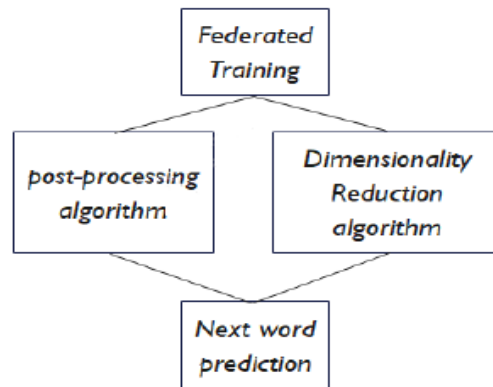 Federated
Training
post-processing
algorithm
Dimensionality
Reduction
algorithm
Next word
prediction